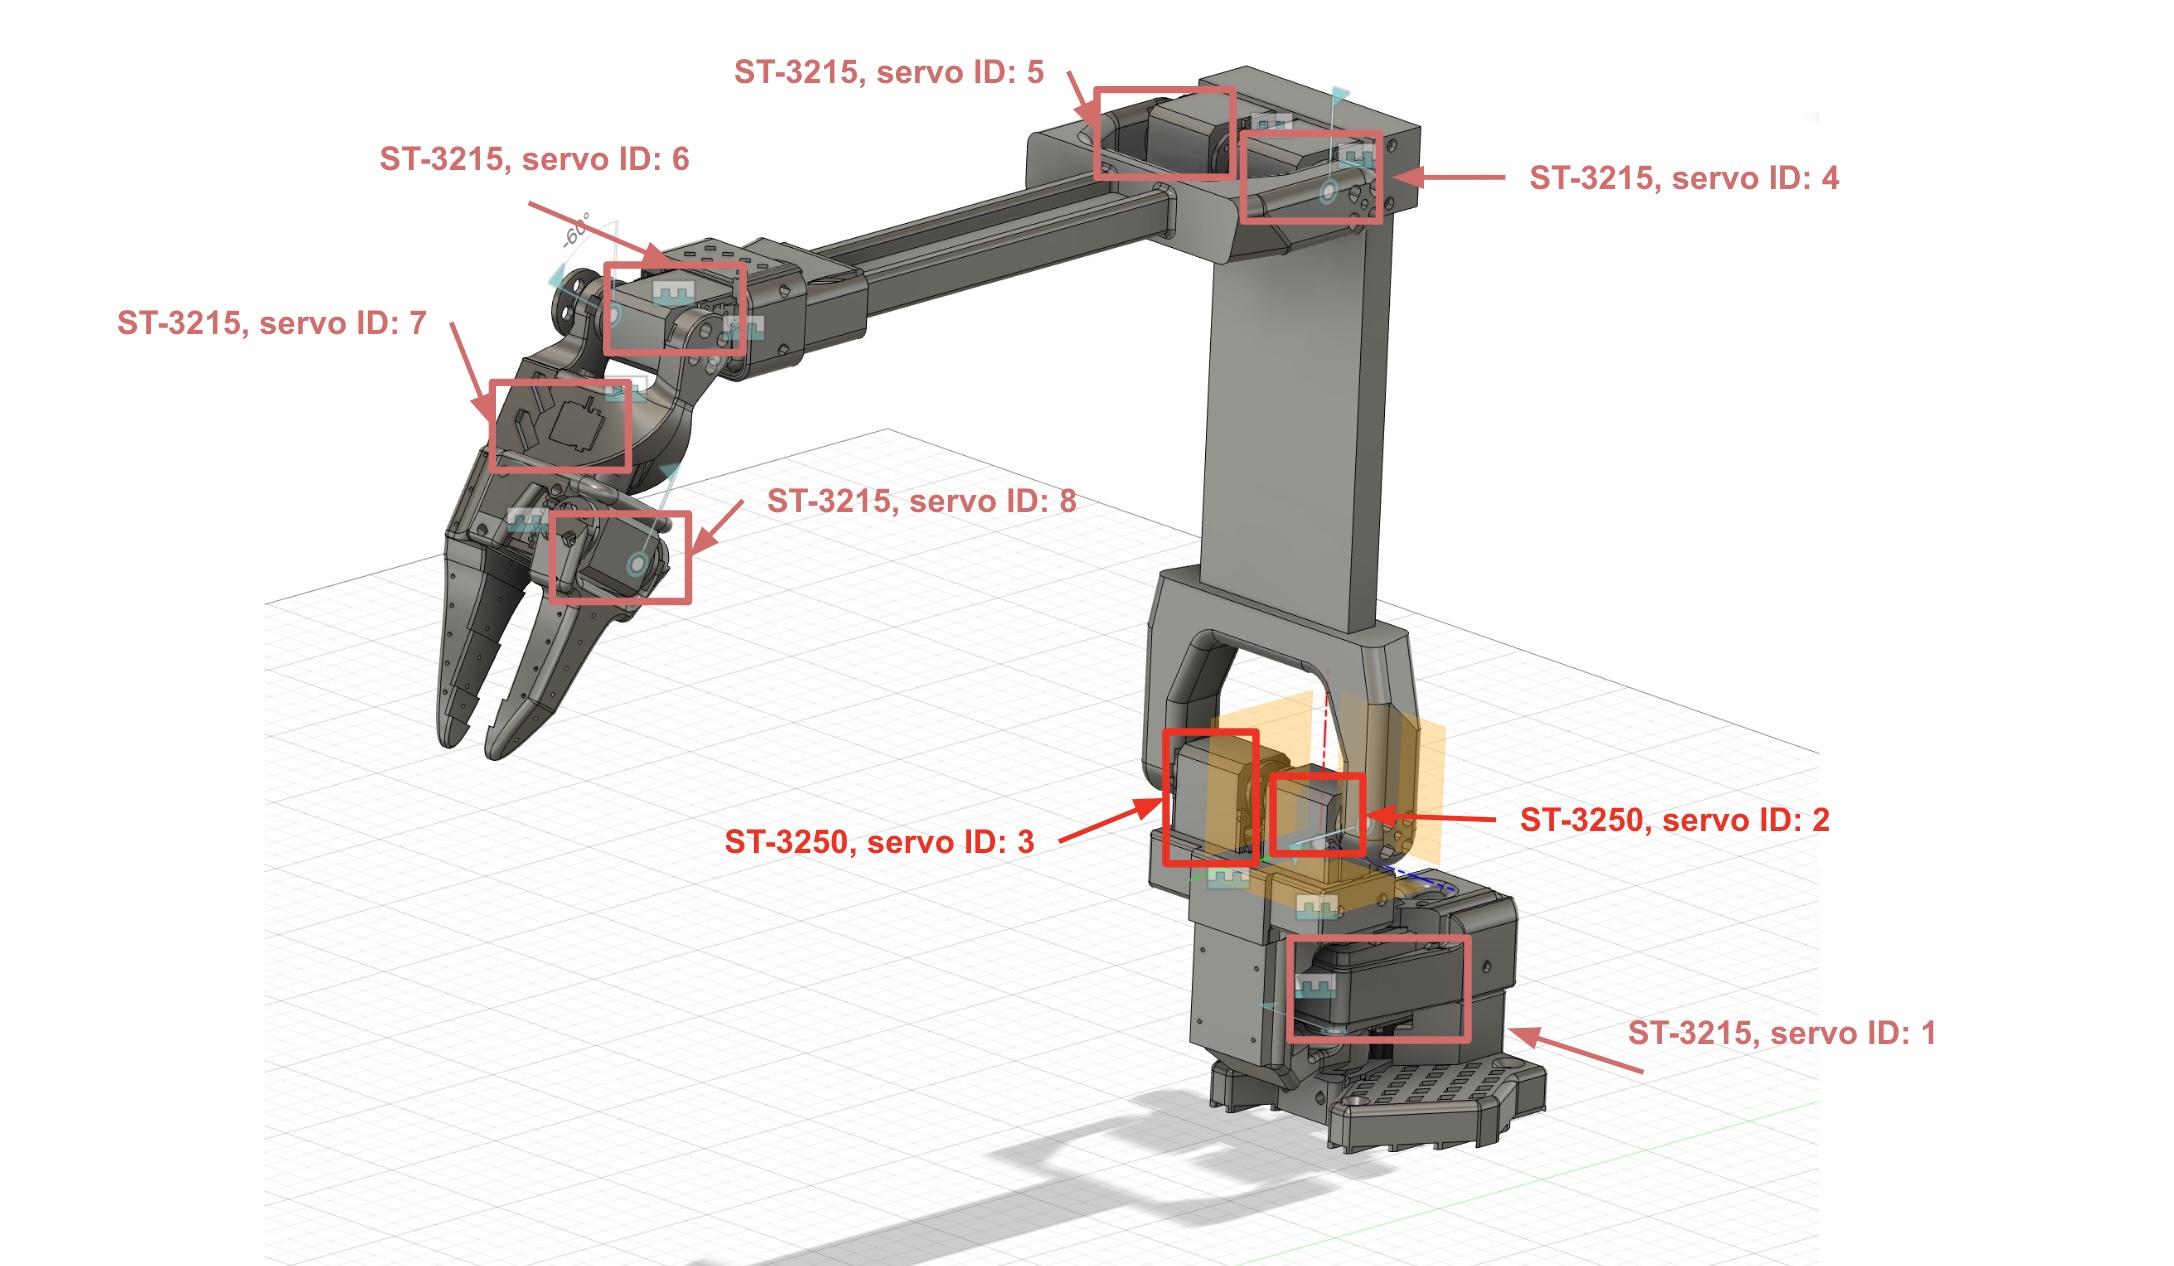 ST-3215, servo ID: 5
ST-3215, servo ID: 6
ST-3215, servo ID: 4
-60°
ST-3215, servo ID: 7
ST-3215, servo ID: 8
ST-3250, servo ID: 3
ST-3250, servo ID: 2
ST-3215, servo ID: 1